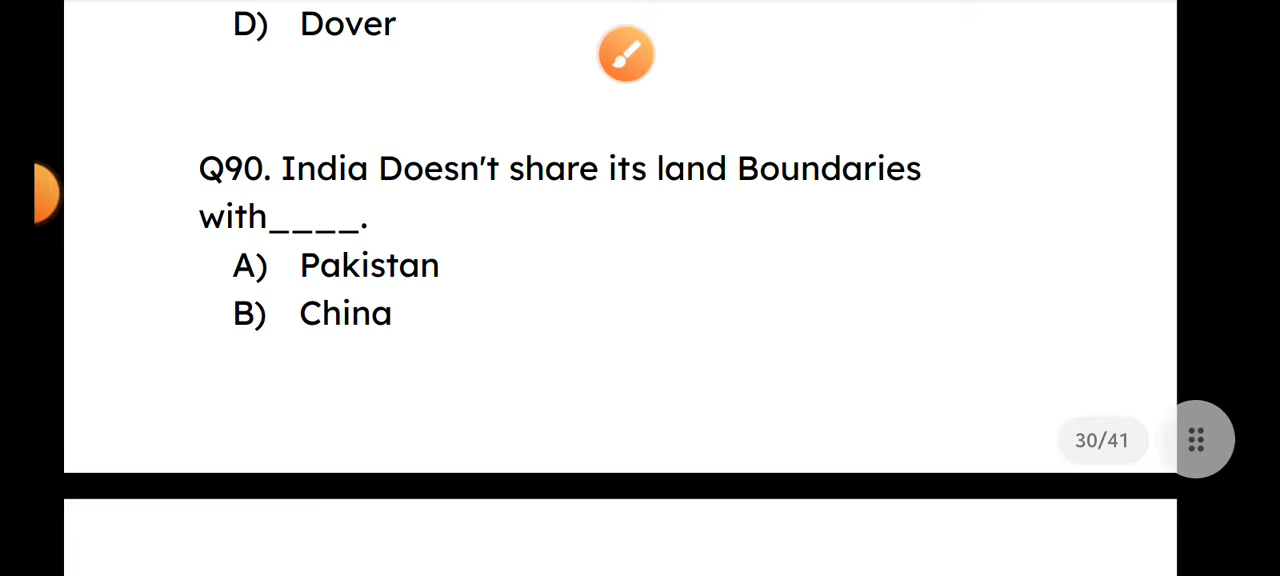 D) Dover
Q90. India Doesn't share its land Boundaries
with____.
A) Pakistan
B) China
30/41